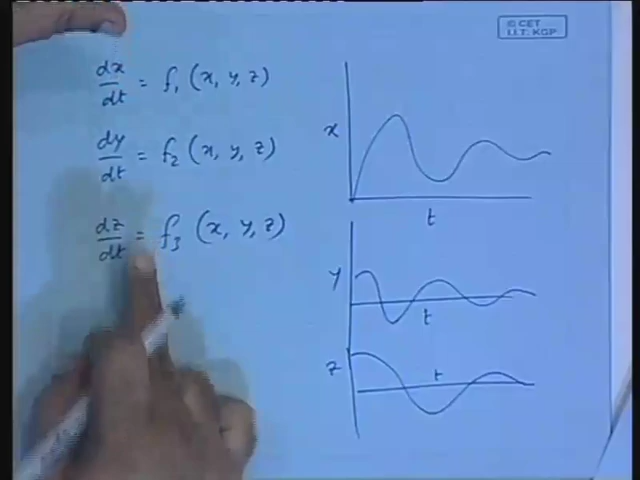 © CET
I.I.T. KGP
dx/dt = f₁ (x, y, z)
dy/dt = f₂ (x, y, z)
dz/dt = f₃ (x, y, z)
x
t
y
t
z
t